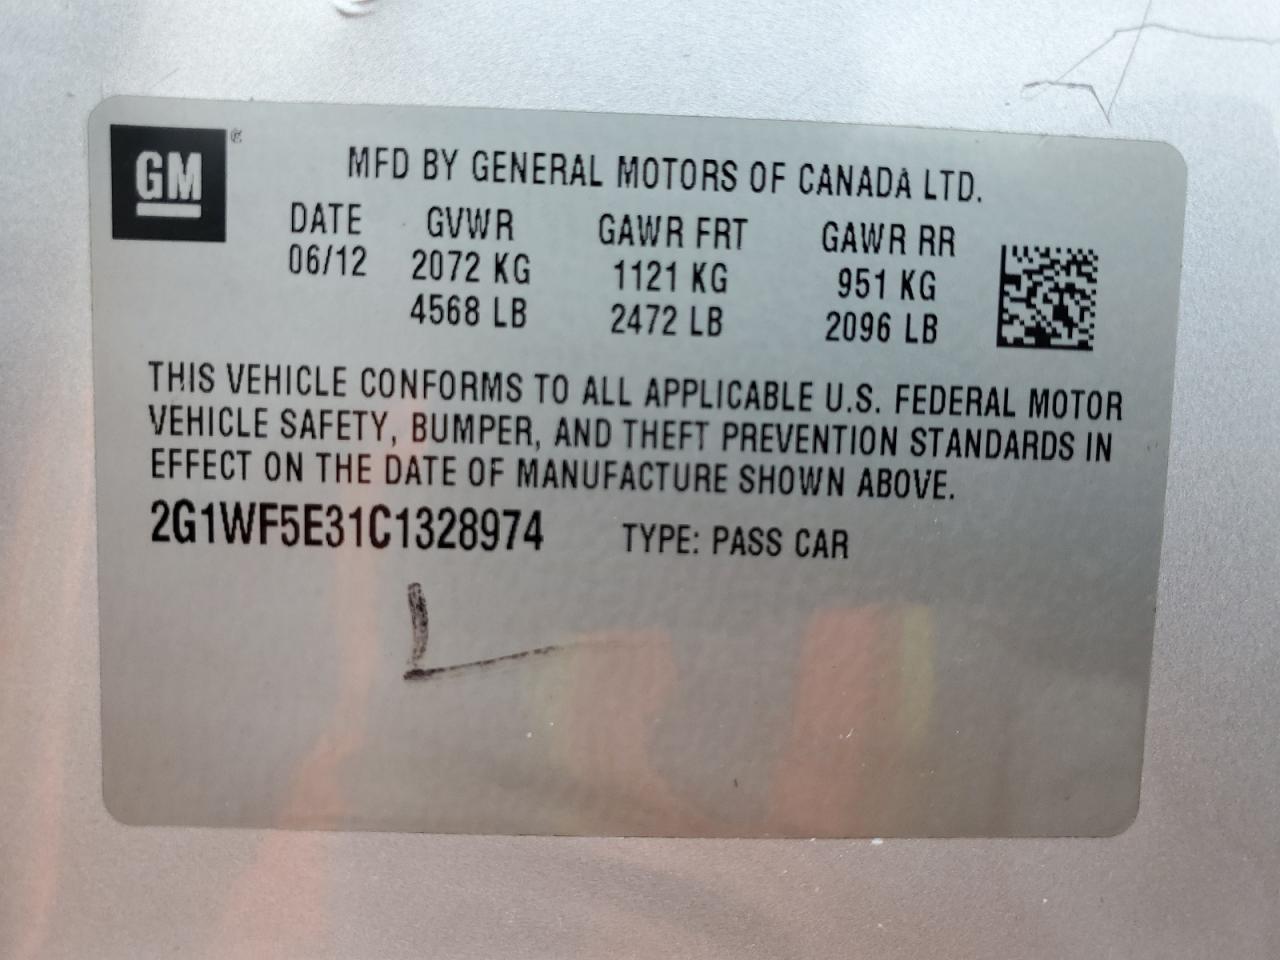 GM
MFD BY GENERAL MOTORS OF CANADA LTD.
DATE GVWR GAWR FRT GAWR RR
06/12 2072 KG 1121 KG 951 KG
4568 LB 2472 LB 2096 LB
THIS VEHICLE CONFORMS TO ALL APPLICABLE U.S. FEDERAL MOTOR
VEHICLE SAFETY, BUMPER, AND THEFT PREVENTION STANDARDS IN
EFFECT ON THE DATE OF MANUFACTURE SHOWN ABOVE.
2G1WF5E31C1328974 TYPE: PASS CAR